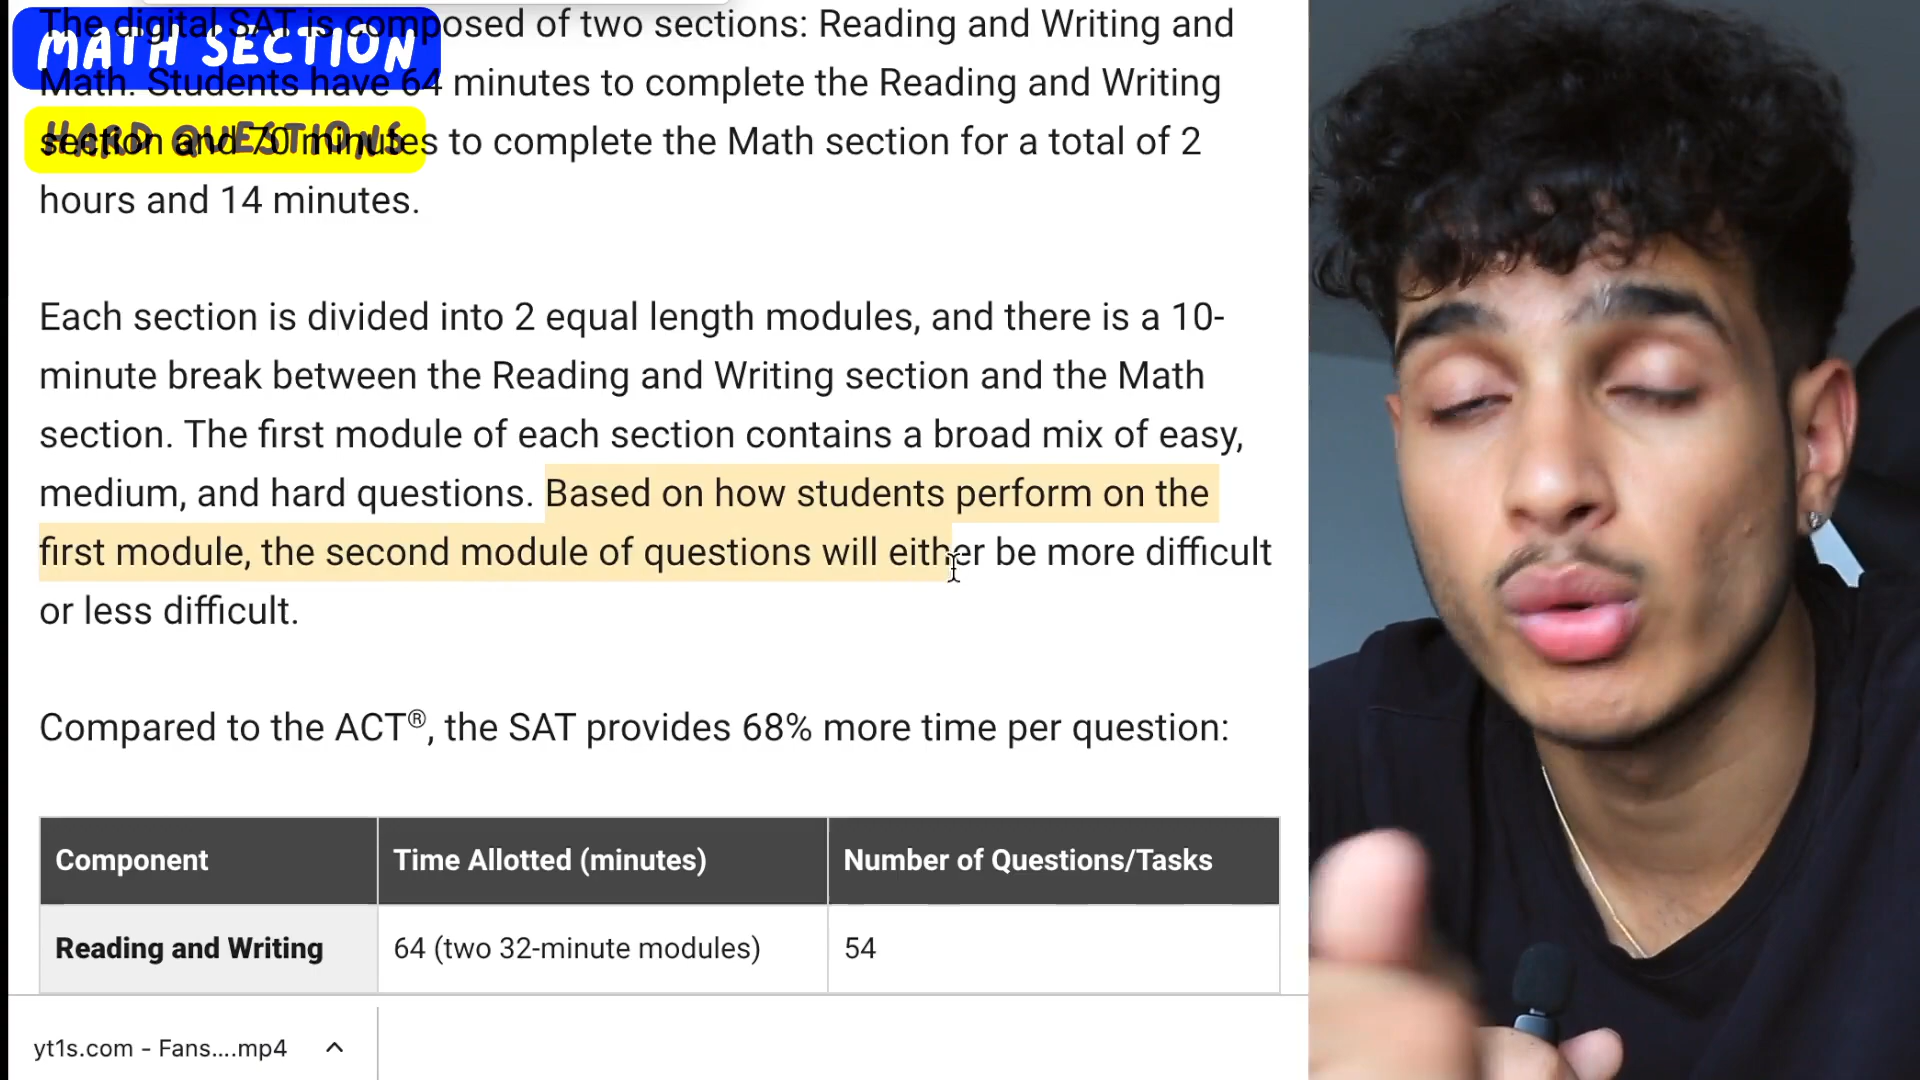 MATH SECTION
HARD QUESTIONS
The digital SAT is composed of two sections: Reading and Writing and
Math. Students have 64 minutes to complete the Reading and Writing
section and 70 minutes to complete the Math section for a total of 2
hours and 14 minutes.
Each section is divided into 2 equal length modules, and there is a 10-
minute break between the Reading and Writing section and the Math
section. The first module of each section contains a broad mix of easy,
medium, and hard questions. Based on how students perform on the
first module, the second module of questions will either be more difficult
or less difficult.
Compared to the ACT®, the SAT provides 68% more time per question:
Component Time Allotted (minutes) Number of Questions/Tasks
Reading and Writing 64 (two 32-minute modules) 54
yt1s.com - Fans....mp4